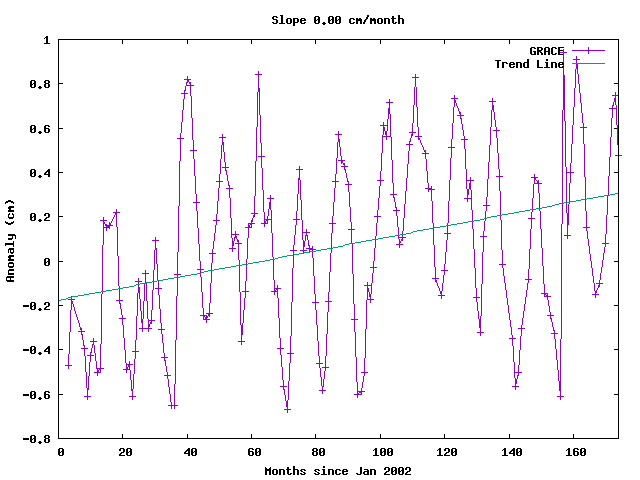 Slope 0.00 cm/month
GRACE
Trend Line
1
0.8
0.6
0.4
0.2
0
-0.2
-0.4
-0.6
-0.8
Anomaly (cm)
0 20 40 60 80 100 120 140 160
Months since Jan 2002